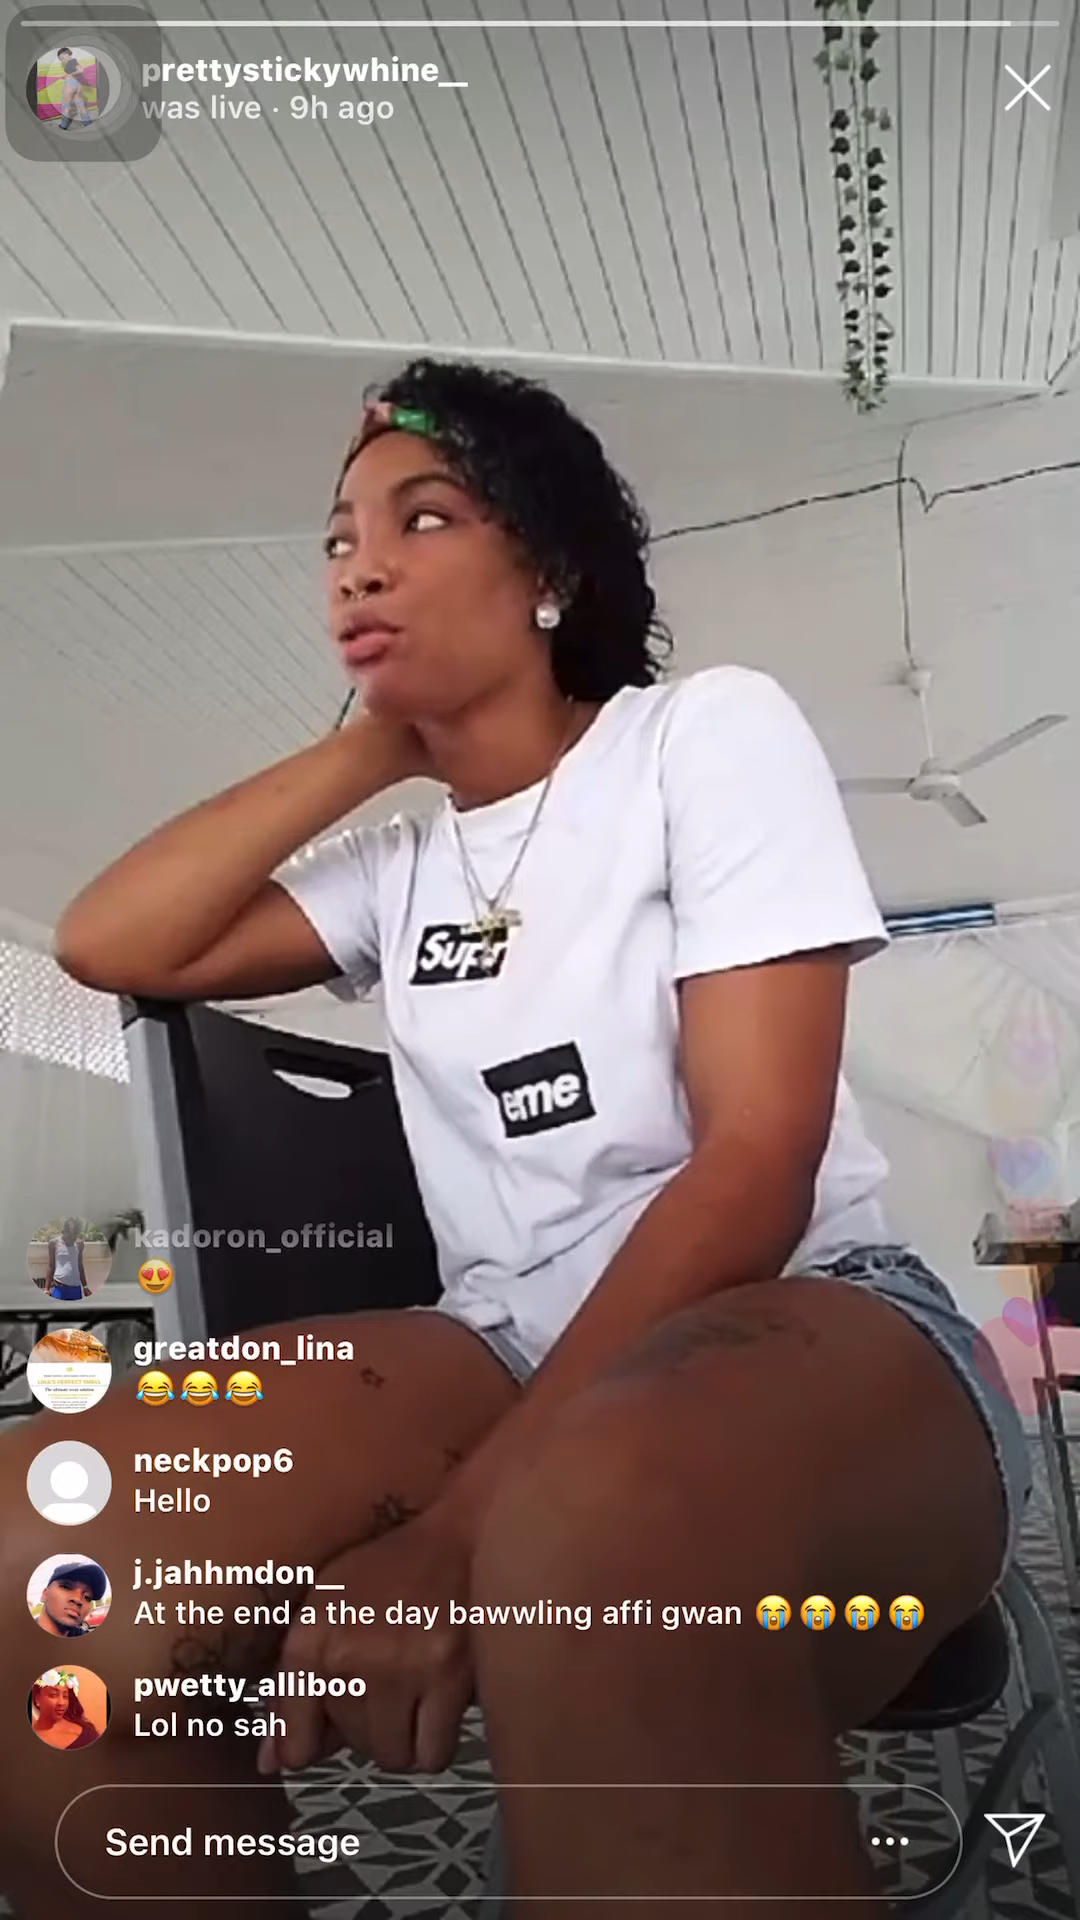 prettystickywhine__
was live · 9h ago
Supr
eme
kadoron_official
😍
greatdon_lina
😂😂😂
neckpop6
Hello
j.jahhmdon__
At the end a the day bawwling affi gwan 😭😭😭😭
pwetty_alliboo
Lol no sah
Send message